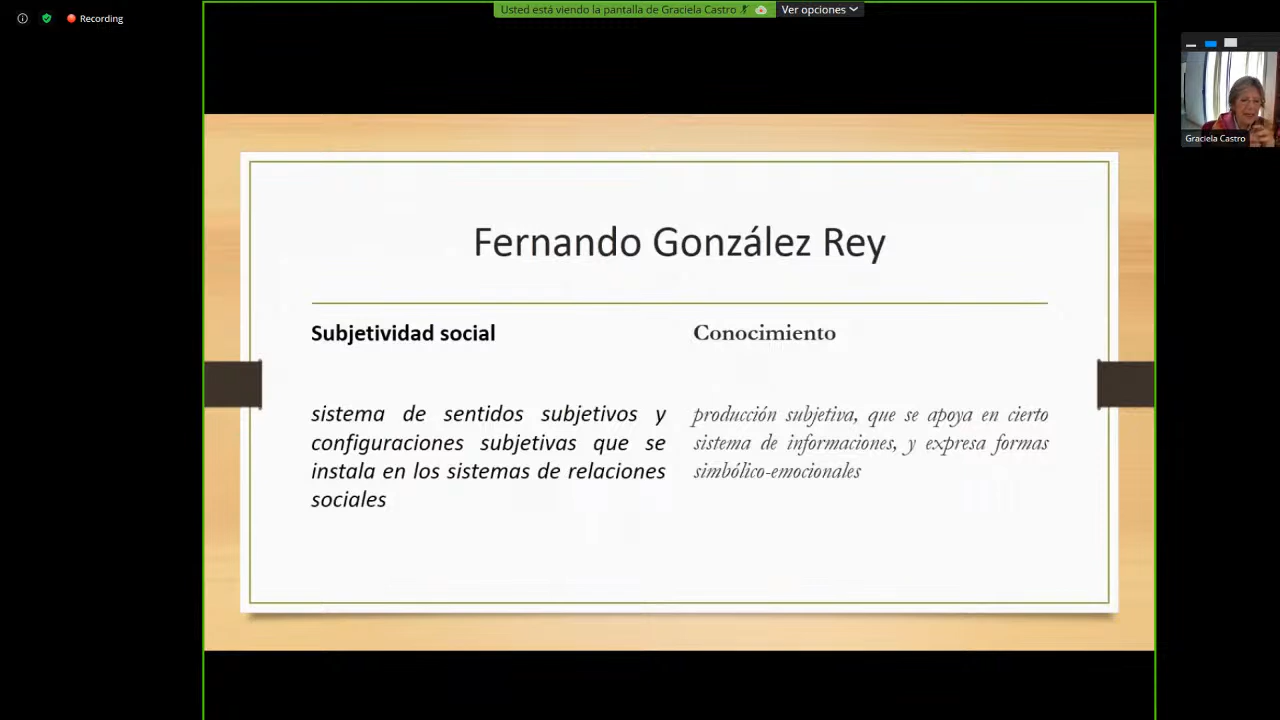 Recording
Usted está viendo la pantalla de Graciela Castro
Ver opciones
Graciela Castro
Fernando González Rey
Subjetividad social
sistema de sentidos subjetivos y
configuraciones subjetivas que se
instala en los sistemas de relaciones
sociales
Conocimiento
producción subjetiva, que se apoya en cierto
sistema de informaciones, y expresa formas
simbólico-emocionales